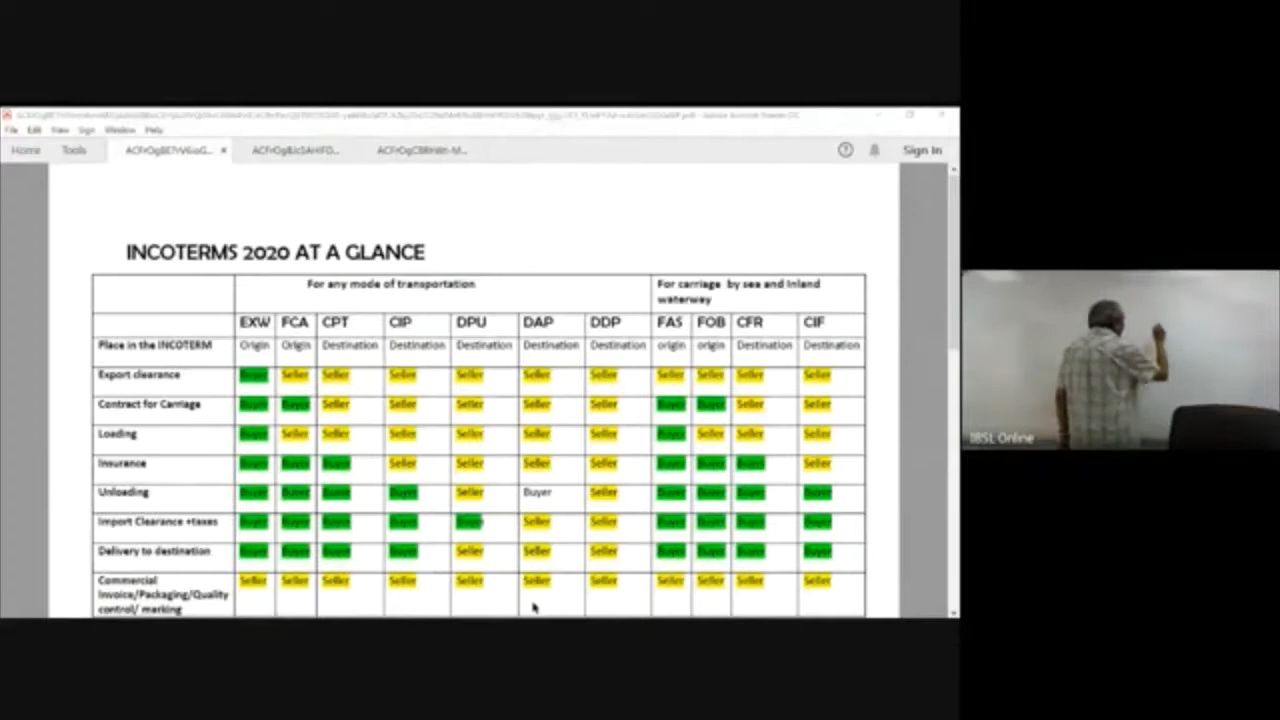 File Edit View Sign Window Help
Home Tools × Sign In
INCOTERMS 2020 AT A GLANCE
For any mode of transportation For carriage by sea and Inland waterway
EXW FCA CPT CIP DPU DAP DDP FAS FOB CFR CIF
Place in the INCOTERM Origin Origin Destination Destination Destination Destination Destination origin origin Destination Destination
Export clearance Buyer Seller Seller Seller Seller Seller Seller Seller Seller Seller Seller
Contract for Carriage Buyer Buyer Seller Seller Seller Seller Seller Buyer Buyer Seller Seller
Loading Buyer Seller Seller Seller Seller Seller Seller Buyer Seller Seller Seller
Insurance Buyer Buyer Buyer Seller Seller Seller Seller Buyer Buyer Buyer Seller
Unloading Buyer Buyer Buyer Buyer Seller Buyer Seller Buyer Buyer Buyer Buyer
Import Clearance +taxes Buyer Buyer Buyer Buyer Buyer Seller Seller Buyer Buyer Buyer Buyer
Delivery to destination Buyer Buyer Buyer Buyer Seller Seller Seller Buyer Buyer Buyer Buyer
Commercial Invoice/Packaging/Quality control/ marking Seller Seller Seller Seller Seller Seller Seller Seller Seller Seller Seller
IBSL Online